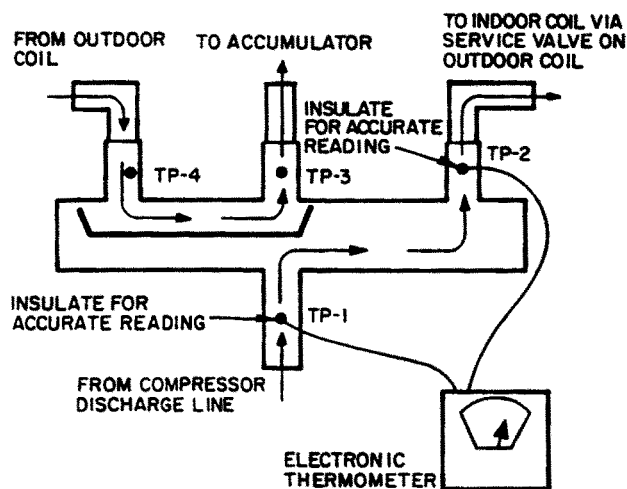 FROM OUTDOOR
COIL
TO ACCUMULATOR
TO INDOOR COIL VIA
SERVICE VALVE ON
OUTDOOR COIL
INSULATE
FOR ACCURATE
READING
TP-4
TP-3
TP-2
INSULATE FOR
ACCURATE READING
TP-1
FROM COMPRESSOR
DISCHARGE LINE
ELECTRONIC
THERMOMETER